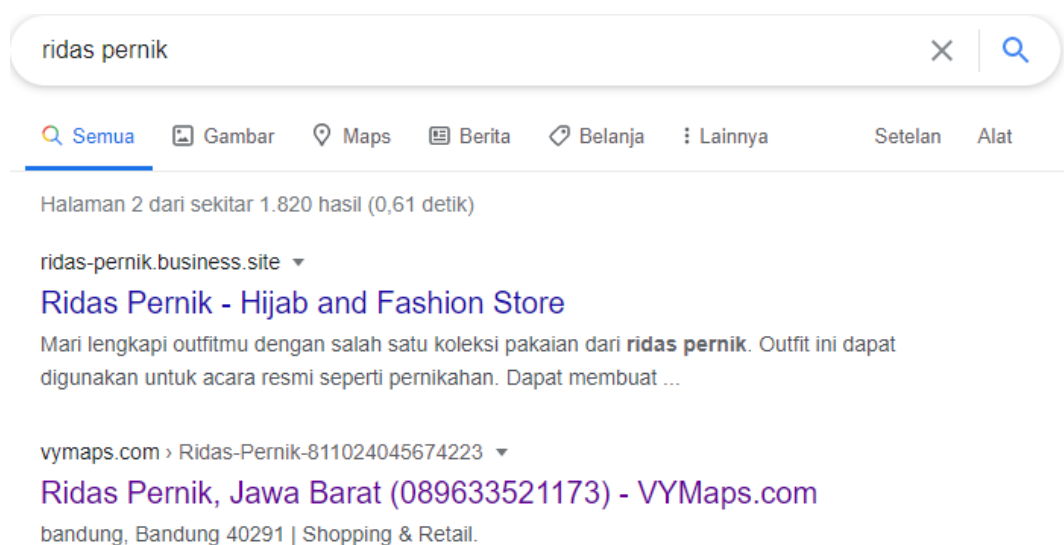 ridas pernik
Semua Gambar Maps Berita Belanja Lainnya Setelan Alat
Halaman 2 dari sekitar 1.820 hasil (0,61 detik)
ridas-pernik.business.site
Ridas Pernik - Hijab and Fashion Store
Mari lengkapi outfitmu dengan salah satu koleksi pakaian dari ridas pernik. Outfit ini dapat
digunakan untuk acara resmi seperti pernikahan. Dapat membuat ...
vymaps.com › Ridas-Pernik-811024045674223
Ridas Pernik, Jawa Barat (089633521173) - VYMaps.com
bandung, Bandung 40291 | Shopping & Retail.